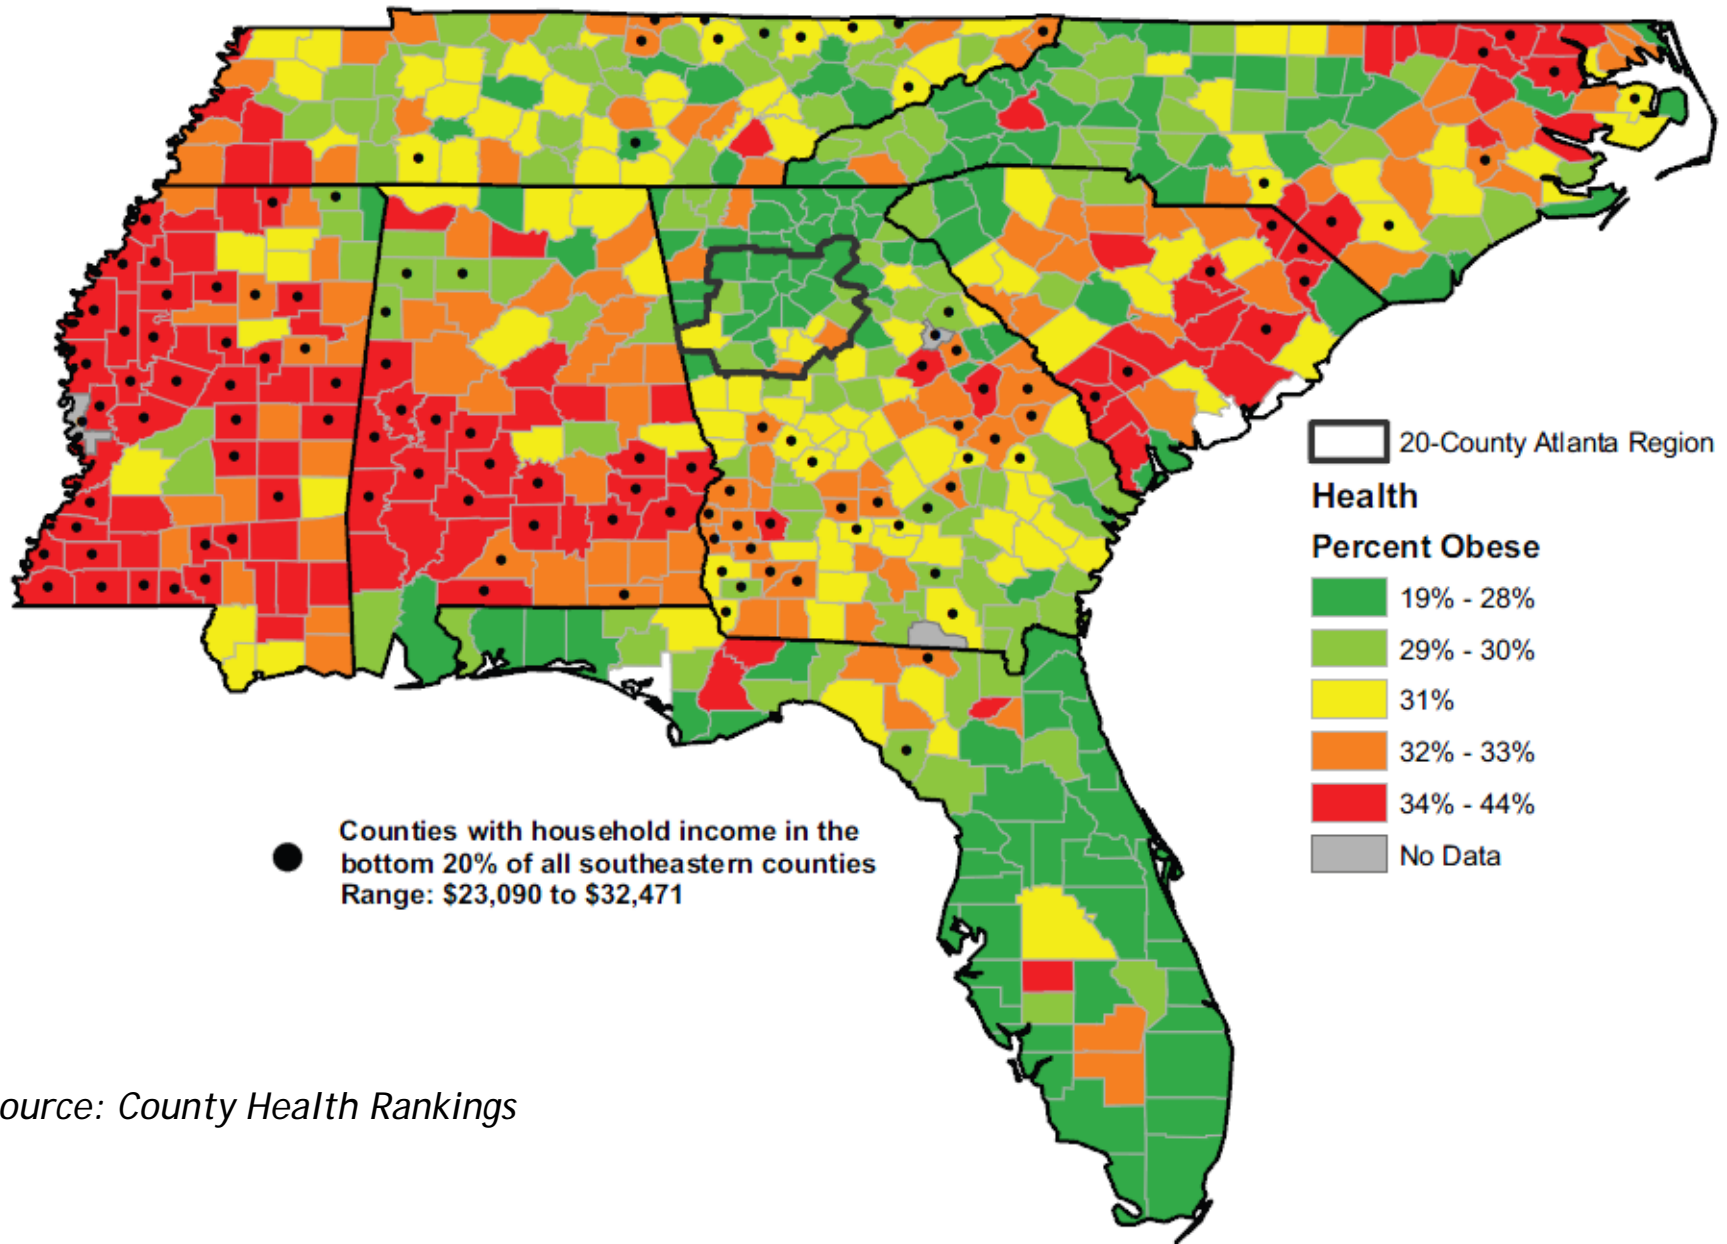 20-County Atlanta Region
Health
Percent Obese
19% - 28%
29% - 30%
31%
32% - 33%
34% - 44%
No Data
Counties with household income in the
bottom 20% of all southeastern counties
Range: $23,090 to $32,471
ource: County Health Rankings